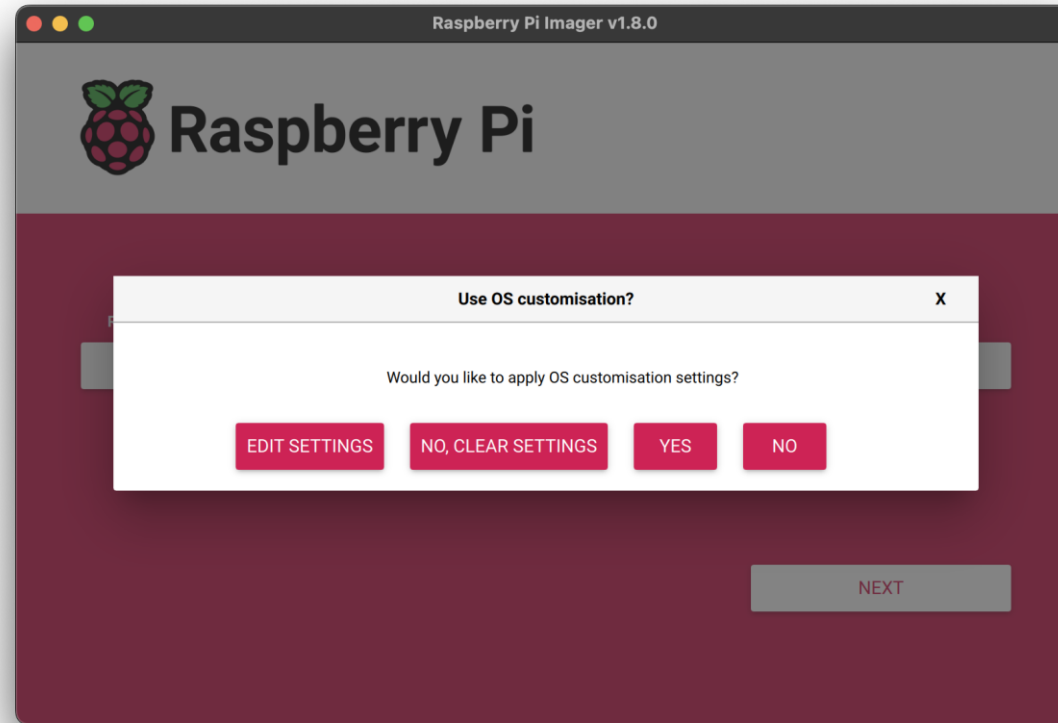 Raspberry Pi Imager v1.8.0
Raspberry Pi
Use OS customisation?
X
Would you like to apply OS customisation settings?
EDIT SETTINGS
NO, CLEAR SETTINGS
YES
NO
NEXT